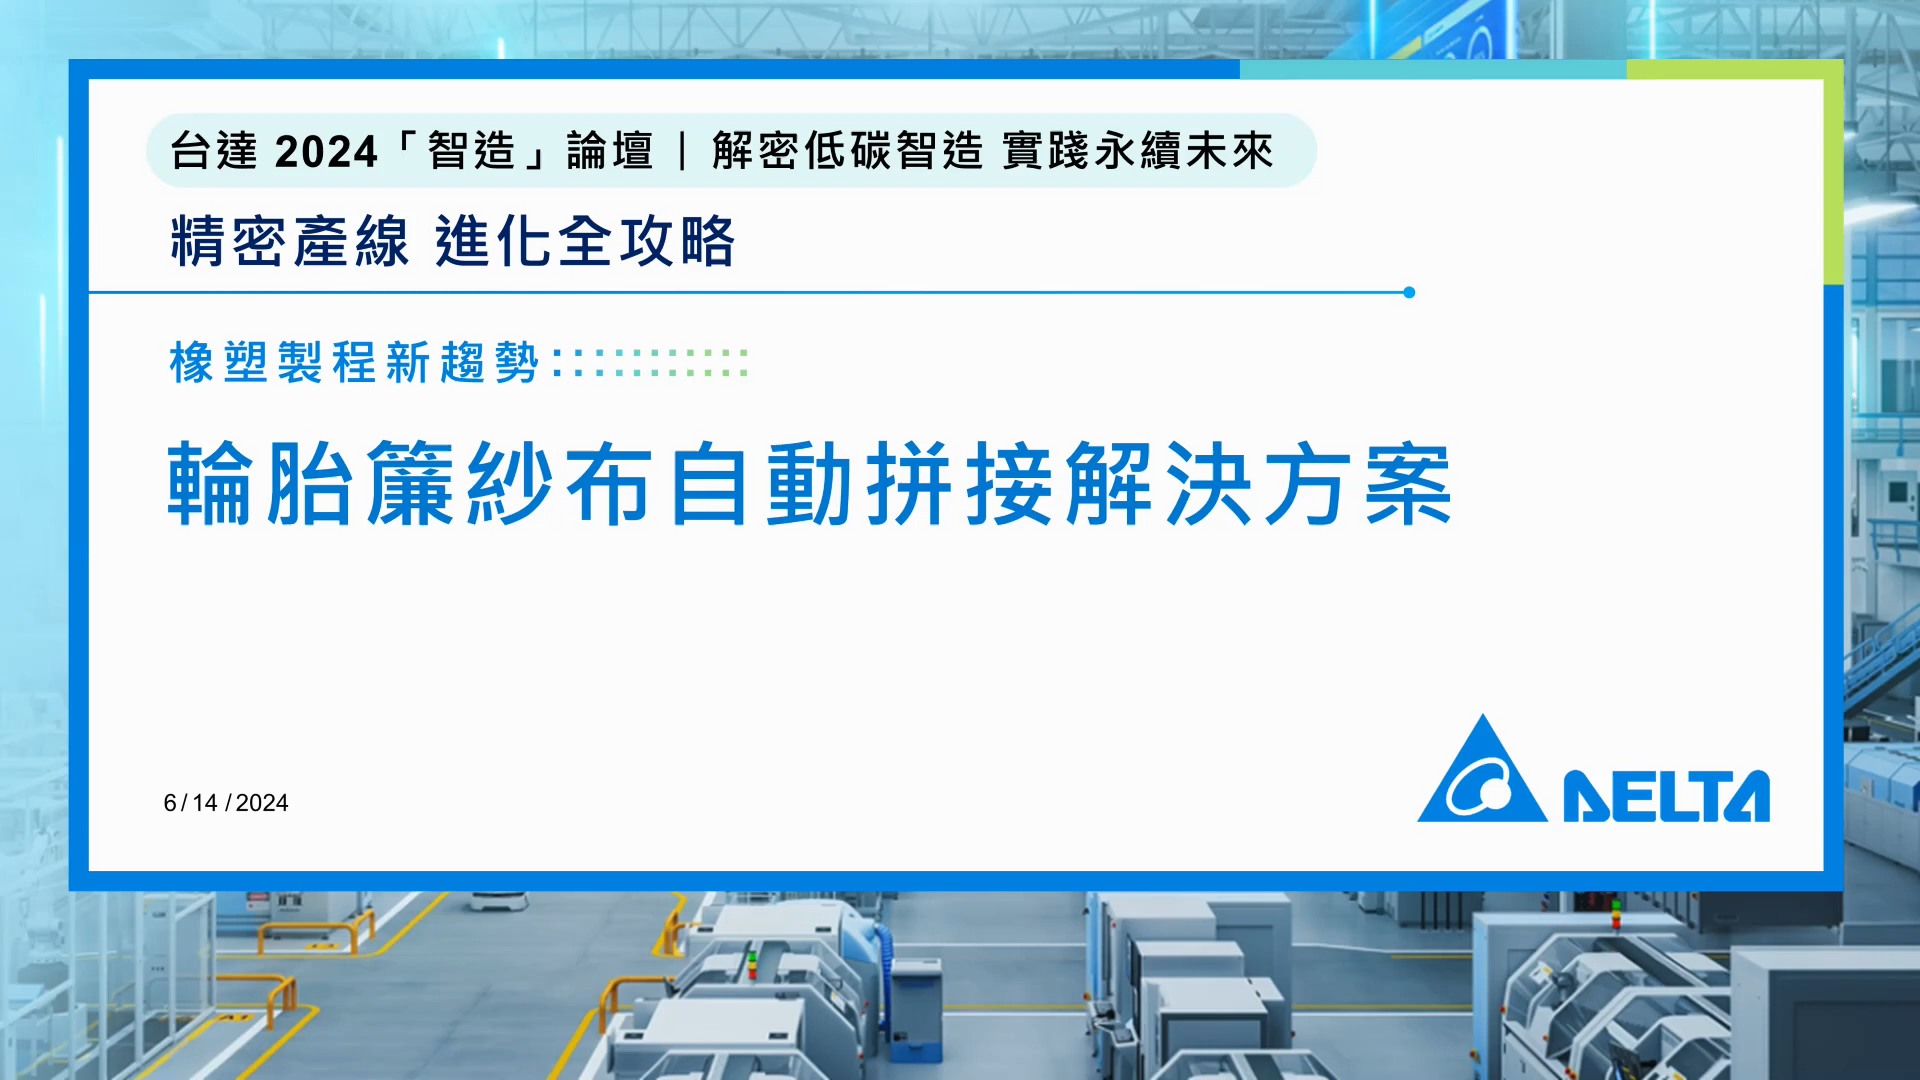 台達 2024「智造」論壇 | 解密低碳智造 實踐永續未來
精密產線 進化全攻略
橡塑製程新趨勢
輪胎簾紗布自動拼接解決方案
6 / 14 / 2024
DELTA